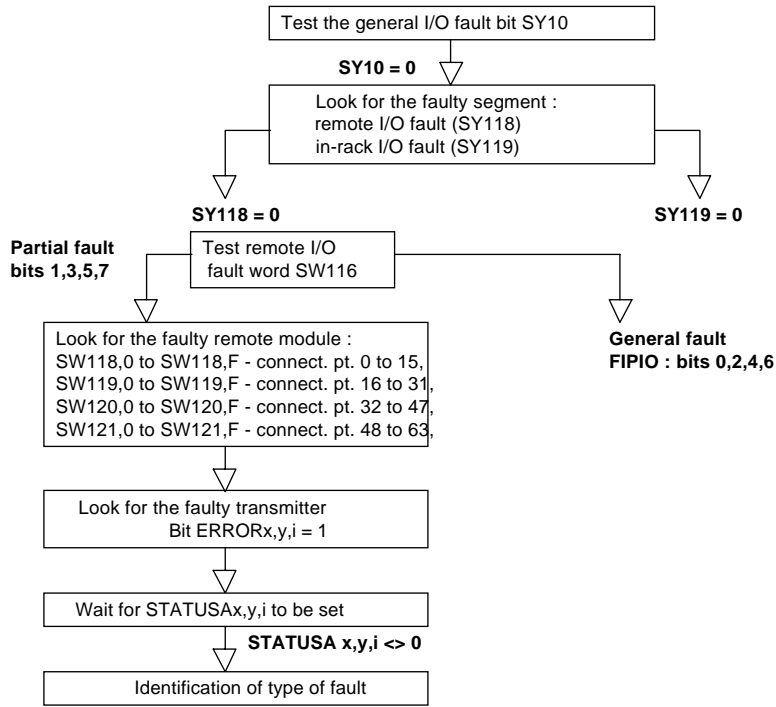 Test the general I/O fault bit SY10
SY10 = 0
Look for the faulty segment :
remote I/O fault (SY118)
in-rack I/O fault (SY119)
SY118 = 0
SY119 = 0
Partial fault
bits 1,3,5,7
Test remote I/O
fault word SW116
General fault
FIPIO : bits 0,2,4,6
Look for the faulty remote module :
SW118,0 to SW118,F - connect. pt. 0 to 15,
SW119,0 to SW119,F - connect. pt. 16 to 31,
SW120,0 to SW120,F - connect. pt. 32 to 47,
SW121,0 to SW121,F - connect. pt. 48 to 63,
Look for the faulty transmitter
Bit ERRORx,y,i = 1
Wait for STATUSAx,y,i to be set
STATUSA x,y,i <> 0
Identification of type of fault